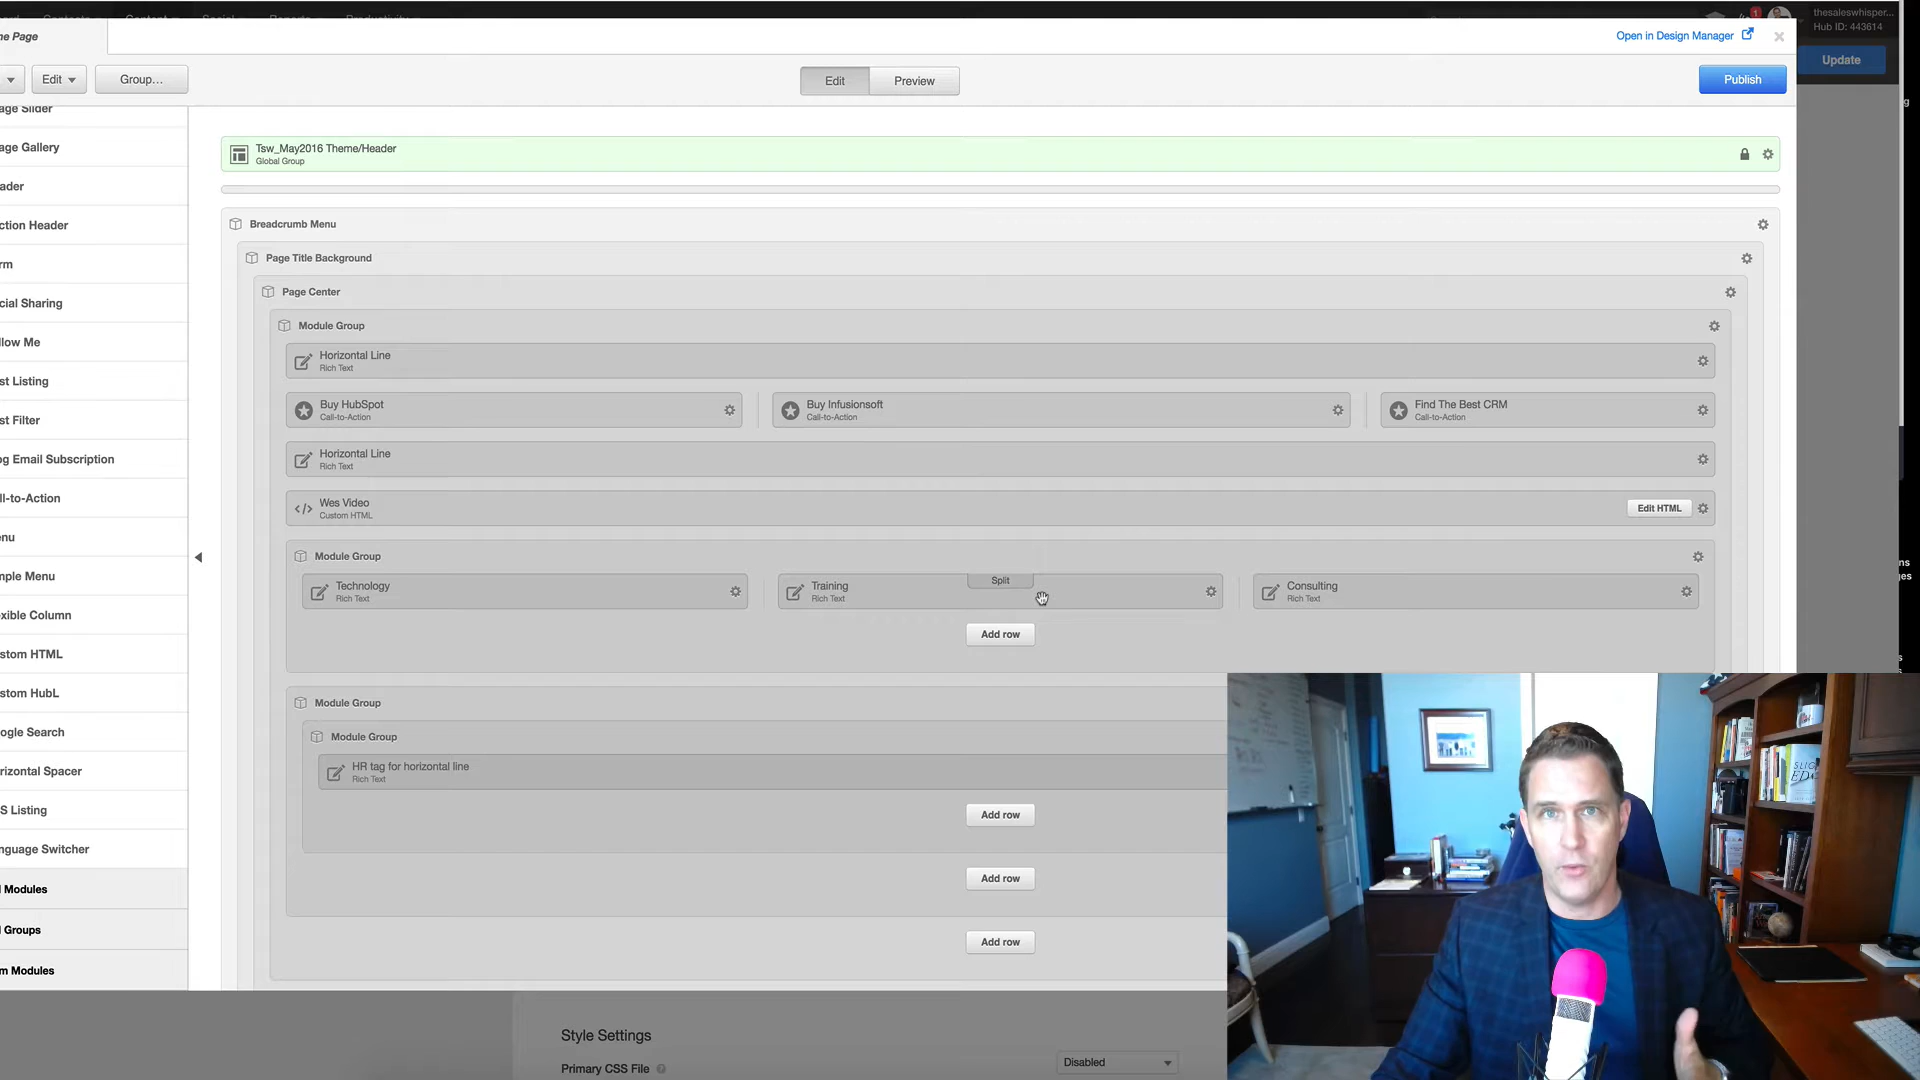 thesaleswhisper...
Hub ID: 443614
ne Page
Open in Design Manager
Update
Edit
Group...
Edit
Preview
Publish
age Slider
age Gallery
ader
ction Header
rm
cial Sharing
llow Me
st Listing
st Filter
og Email Subscription
ll-to-Action
enu
mple Menu
exible Column
stom HTML
stom HubL
ogle Search
rizontal Spacer
S Listing
nguage Switcher
l Modules
l Groups
m Modules
Tsw_May2016 Theme/Header
Global Group
Breadcrumb Menu
Page Title Background
Page Center
Module Group
Horizontal Line
Rich Text
Buy HubSpot
Call-to-Action
Buy Infusionsoft
Call-to-Action
Find The Best CRM
Call-to-Action
Horizontal Line
Rich Text
Wes Video
Custom HTML
Edit HTML
Module Group
Technology
Rich Text
Training
Rich Text
Split
Consulting
Rich Text
Add row
Module Group
Module Group
HR tag for horizontal line
Rich Text
Add row
Add row
Add row
Style Settings
Primary CSS File
Disabled